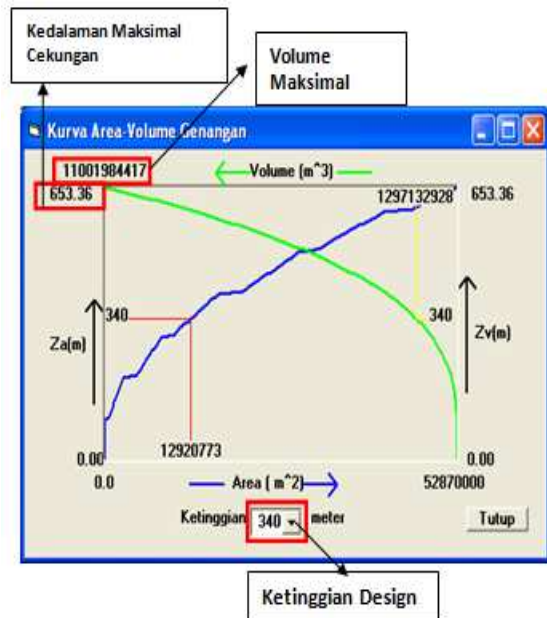 Kedalaman Maksimal
Cekungan
Volume
Maksimal
Kurva Area-Volume Genangan
11001984417
Volume (m^3)
653.36
1297132928
653.36
340
340
Za(m)
Zv(m)
12920773
0.00
0.00
0.0
Area ( m^2)
52870000
Ketinggian
340
meter
Tutup
Ketinggian Design